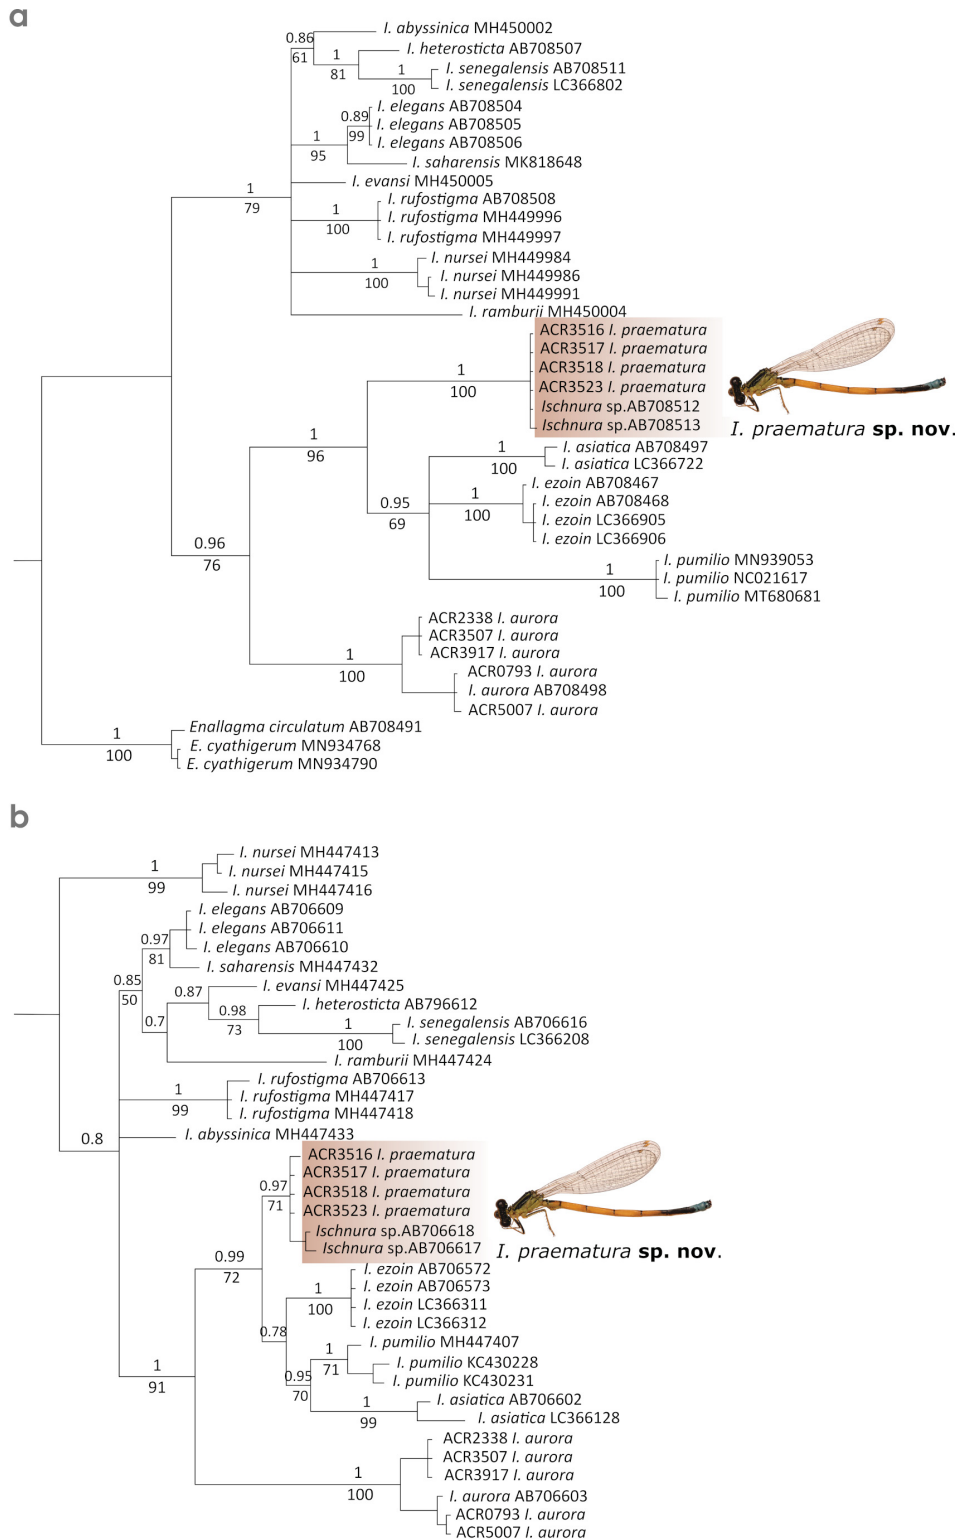 a
I. abyssinica MH450002
0.86
61
I. heterosticta AB708507
1
81
I. senegalensis AB708511
1
100
I. senegalensis LC366802
I. elegans AB708504
0.89
99
I. elegans AB708505
I. elegans AB708506
1
95
I. saharensis MK818648
I. evansi MH450005
1
79
I. rufostigma AB708508
1
100
I. rufostigma MH449996
I. rufostigma MH449997
I. nursei MH449984
1
100
I. nursei MH449986
I. nursei MH449991
I. ramburii MH450004
ACR3516 I. praematura
ACR3517 I. praematura
ACR3518 I. praematura
1
100
ACR3523 I. praematura
Ischnura sp.AB708512
Ischnura sp.AB708513
I. praematura sp. nov.
1
96
I. asiatica AB708497
1
100
I. asiatica LC366722
I. ezoin AB708467
0.95
69
1
100
I. ezoin AB708468
I. ezoin LC366905
I. ezoin LC366906
0.96
76
I. pumilio MN939053
1
100
I. pumilio NC021617
I. pumilio MT680681
ACR2338 I. aurora
ACR3507 I. aurora
ACR3917 I. aurora
1
100
ACR0793 I. aurora
I. aurora AB708498
ACR5007 I. aurora
Enallagma circulatum AB708491
1
100
E. cyathigerum MN934768
E. cyathigerum MN934790
b
I. nursei MH447413
1
99
I. nursei MH447415
I. nursei MH447416
I. elegans AB706609
I. elegans AB706611
0.97
81
I. elegans AB706610
I. saharensis MH447432
0.85
50
I. evansi MH447425
0.87
I. heterosticta AB796612
0.98
73
I. senegalensis AB706616
1
100
I. senegalensis LC366208
0.7
I. ramburii MH447424
I. rufostigma AB706613
1
99
I. rufostigma MH447417
I. rufostigma MH447418
I. abyssinica MH447433
0.8
ACR3516 I. praematura
ACR3517 I. praematura
0.97
71
ACR3518 I. praematura
ACR3523 I. praematura
Ischnura sp.AB706618
Ischnura sp.AB706617
I. praematura sp. nov.
0.99
72
I. ezoin AB706572
1
100
I. ezoin AB706573
I. ezoin LC366311
I. ezoin LC366312
0.78
I. pumilio MH447407
1
71
I. pumilio KC430228
I. pumilio KC430231
0.95
70
I. asiatica AB706602
1
99
I. asiatica LC366128
1
91
ACR2338 I. aurora
ACR3507 I. aurora
ACR3917 I. aurora
1
100
I. aurora AB706603
ACR0793 I. aurora
ACR5007 I. aurora